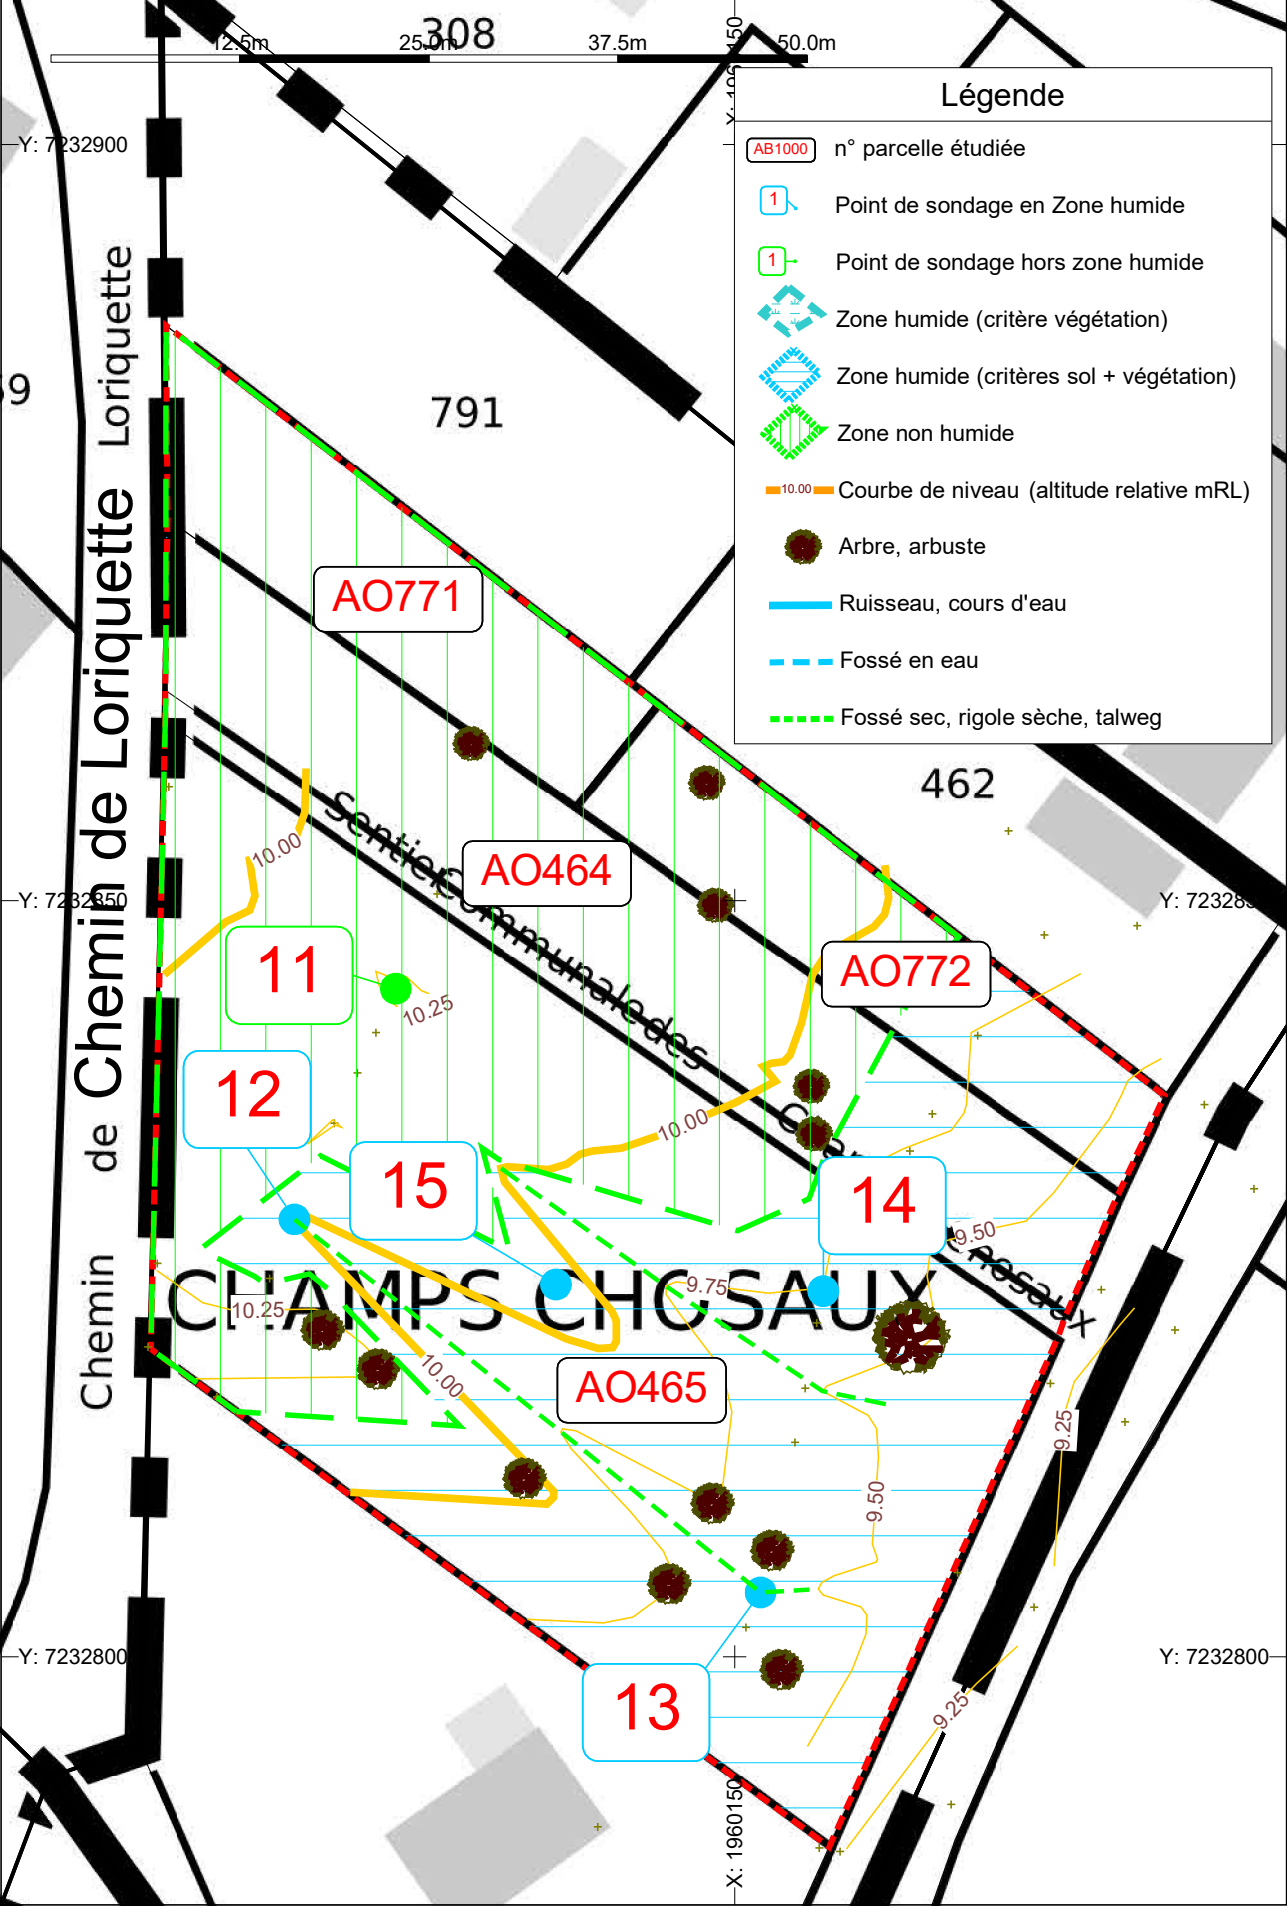 308
12.5m 25.0m 37.5m 50.0m
Légende
AB1000 n° parcelle étudiée
1 Point de sondage en Zone humide
1 Point de sondage hors zone humide
Zone humide (critère végétation)
Zone humide (critères sol + végétation)
Zone non humide
10.00 Courbe de niveau (altitude relative mRL)
Arbre, arbuste
Ruisseau, cours d'eau
Fossé en eau
Fossé sec, rigole sèche, talweg
Y: 7232900
Loriquette
791
Chemin de Loriquette
AO771
462
Sentier Communale des
10.00
AO464
Y: 7232850
AO772
11
10.25
12
de
10.00
15
14
9.50
Chemin
CHAMPS CHOSAUX
10.25
9.75
10.00
AO465
9.25
9.50
Y: 7232800
Y: 7232800
13
9.25
X: 1960150